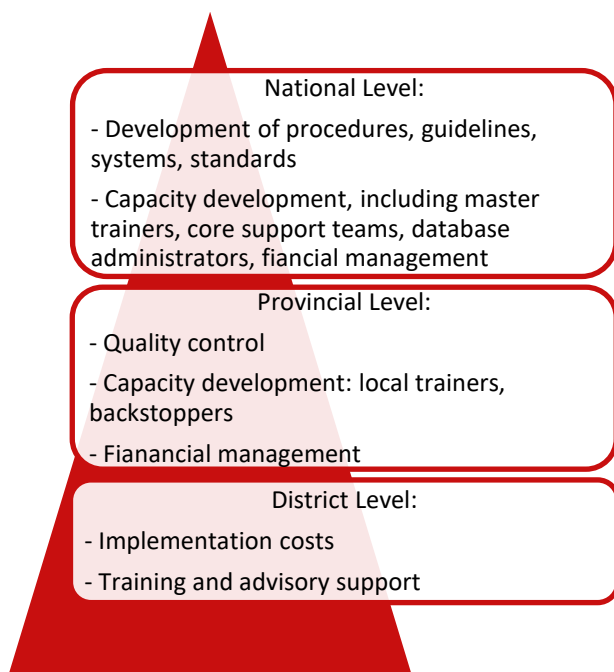 National Level:
- Development of procedures, guidelines,
systems, standards
- Capacity development, including master
trainers, core support teams, database
administrators, fiancial management
Provincial Level:
- Quality control
- Capacity development: local trainers,
backstoppers
- Fianancial management
District Level:
- Implementation costs
- Training and advisory support